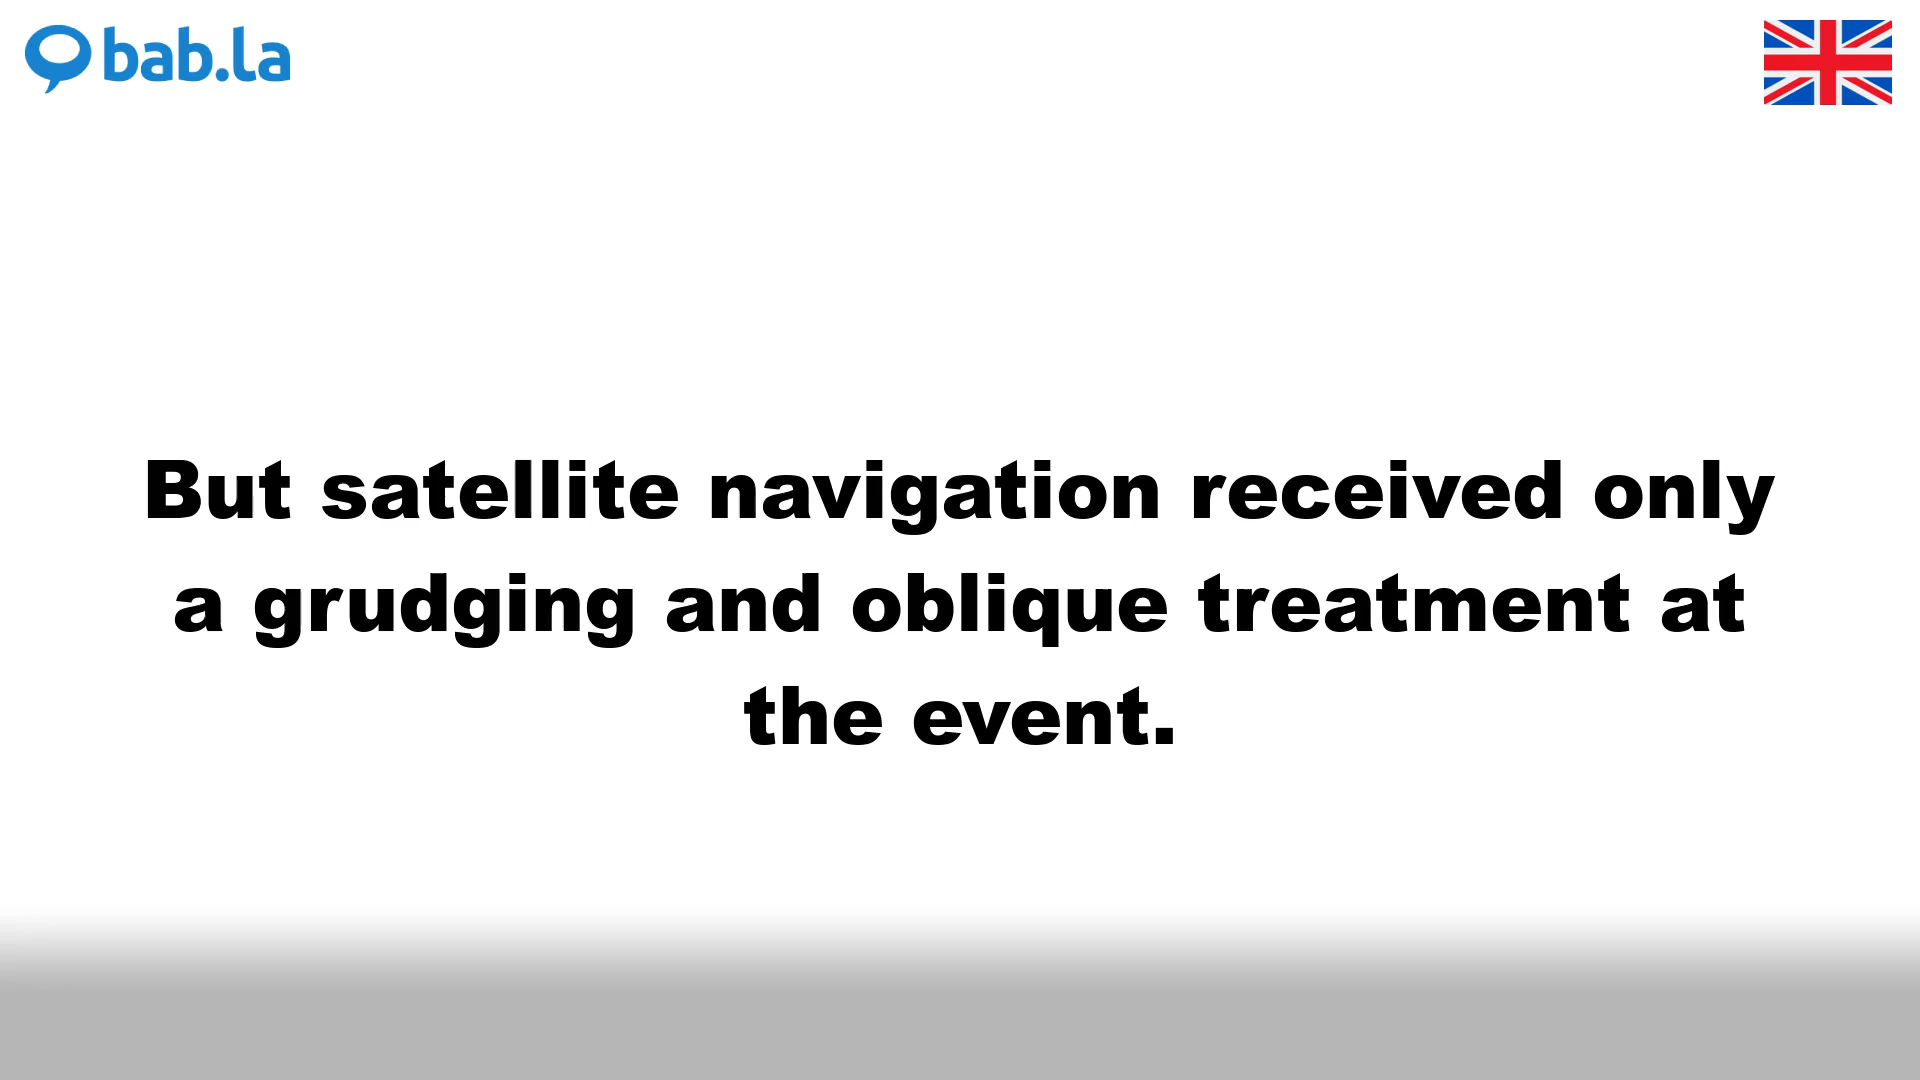 bab.la
But satellite navigation received only
a grudging and oblique treatment at
the event.